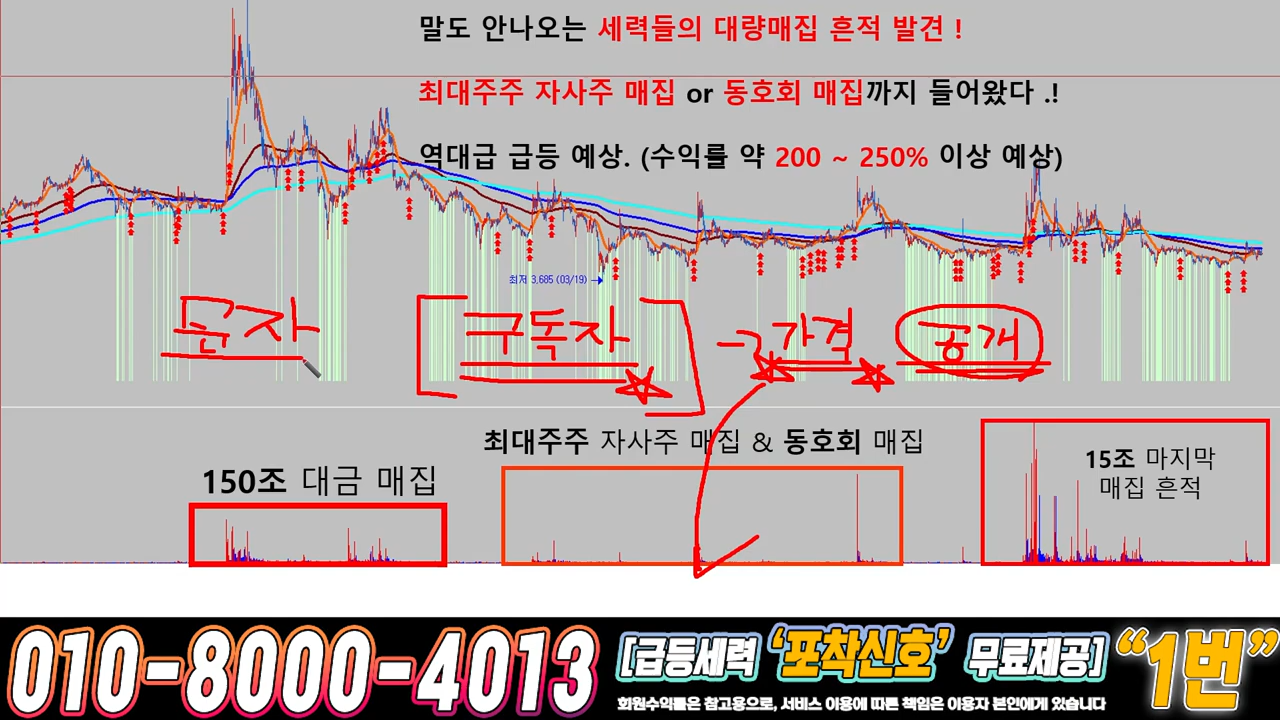 말도 안나오는 세력들의 대량매집 흔적 발견 !
최대주주 자사주 매집 or 동호회 매집까지 들어왔다 .!
역대급 급등 예상. (수익률 약 200 ~ 250% 이상 예상)
최저 3,685 (03/19)
문자 구독자 가격 공개
최대주주 자사주 매집 & 동호회 매집
150조 대금 매집
15조 마지막
매집 흔적
010-8000-4013 [급등세력 ‘포착신호’ 무료제공] “1번”
회원수익률은 참고용으로, 서비스 이용에 따른 책임은 이용자 본인에게 있습니다